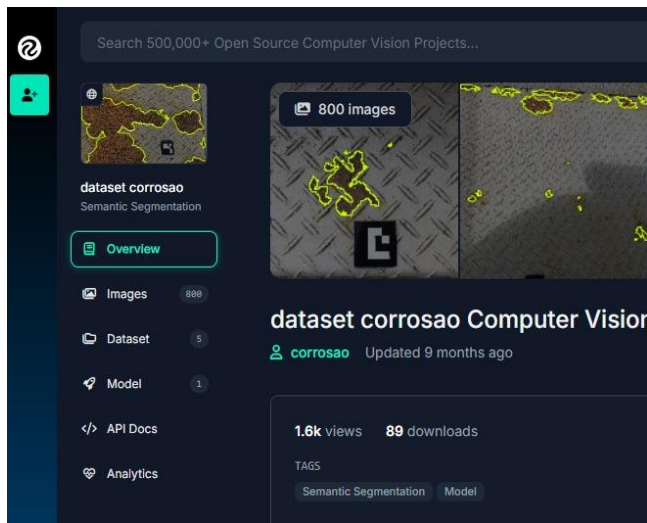 Search 500,000+ Open Source Computer Vision Projects...
800 images
dataset corrosao
Semantic Segmentation
Overview
Images 800
Dataset 5
Model 1
API Docs
Analytics
dataset corrosao Computer Vision
corrosao Updated 9 months ago
1.6k views 89 downloads
TAGS
Semantic Segmentation Model